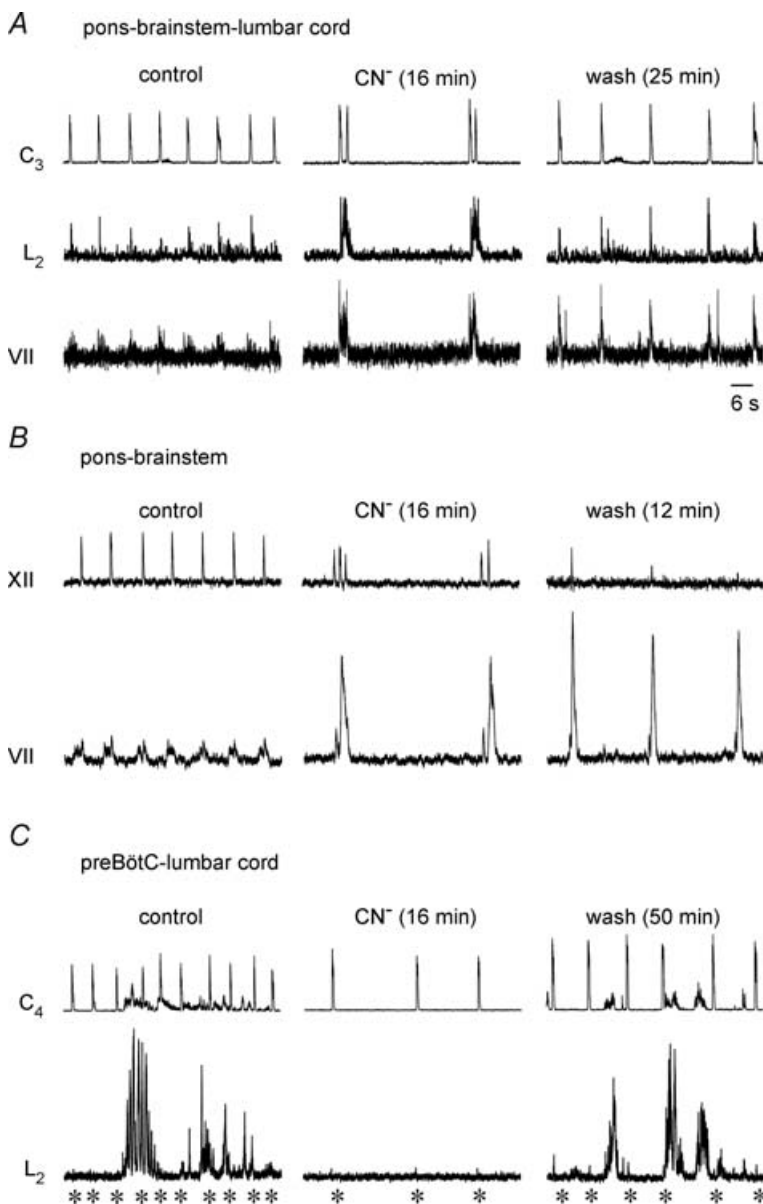 A
pons-brainstem-lumbar cord
control CN⁻ (16 min) wash (25 min)
C₃
L₂
VII
6 s
B
pons-brainstem
control CN⁻ (16 min) wash (12 min)
XII
VII
C
preBötC-lumbar cord
control CN⁻ (16 min) wash (50 min)
C₄
L₂
* * * * * * * * * * * * * * * * * * *